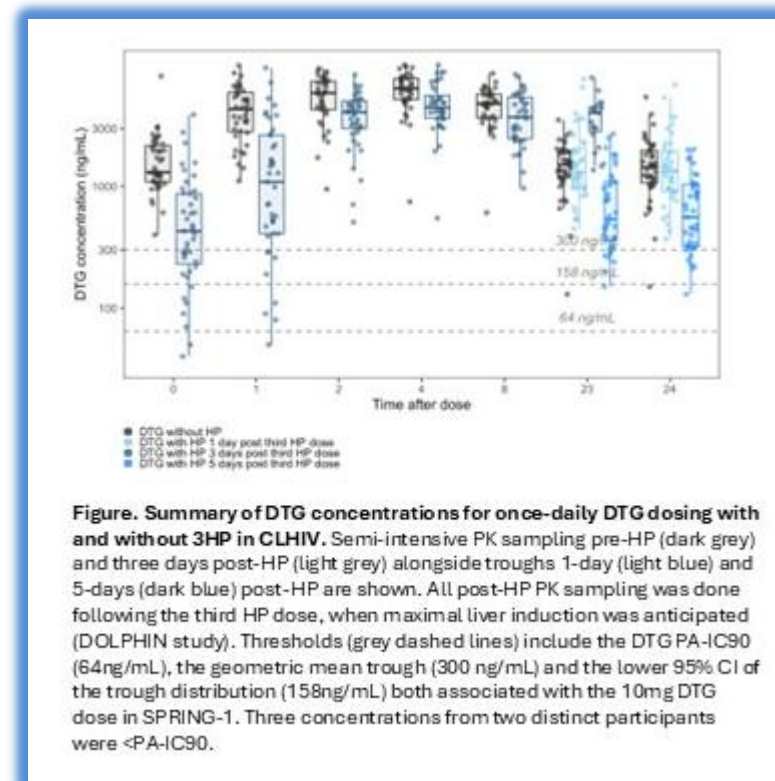 DTG concentration (ng/mL)
3000
1000
300
100
300 ng/mL
158 ng/mL
64 ng/mL
0 1 2 4 8 23 24
Time after dose
DTG without HP
DTG with HP 1 day post third HP dose
DTG with HP 3 days post third HP dose
DTG with HP 5 days post third HP dose
Figure. Summary of DTG concentrations for once-daily DTG dosing with
and without 3HP in CLHIV. Semi-intensive PK sampling pre-HP (dark grey)
and three days post-HP (light grey) alongside troughs 1-day (light blue) and
5-days (dark blue) post-HP are shown. All post-HP PK sampling was done
following the third HP dose, when maximal liver induction was anticipated
(DOLPHIN study). Thresholds (grey dashed lines) include the DTG PA-IC90
(64ng/mL), the geometric mean trough (300 ng/mL) and the lower 95% CI of
the trough distribution (158ng/mL) both associated with the 10mg DTG
dose in SPRING-1. Three concentrations from two distinct participants
were <PA-IC90.